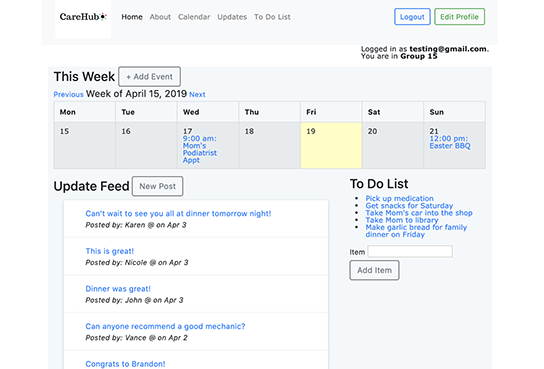 CareHub
Home About Calendar Updates To Do List
Logout Edit Profile
Logged in as testing@gmail.com.
You are in Group 15
This Week + Add Event
Previous Week of April 15, 2019 Next
Mon Tue Wed Thu Fri Sat Sun
15 16 17 18 19 20 21
9:00 am: Mom's Podiatrist Appt
12:00 pm: Easter BBQ
Update Feed New Post
Can't wait to see you all at dinner tomorrow night!
Posted by: Karen @ on Apr 3
This is great!
Posted by: Nicole @ on Apr 3
Dinner was great!
Posted by: John @ on Apr 3
Can anyone recommend a good mechanic?
Posted by: Vance @ on Apr 2
Congrats to Brandon!
To Do List
Pick up medication
Get snacks for Saturday
Take Mom's car into the shop
Take Mom to library
Make garlic bread for family
dinner on Friday
Item
Add Item